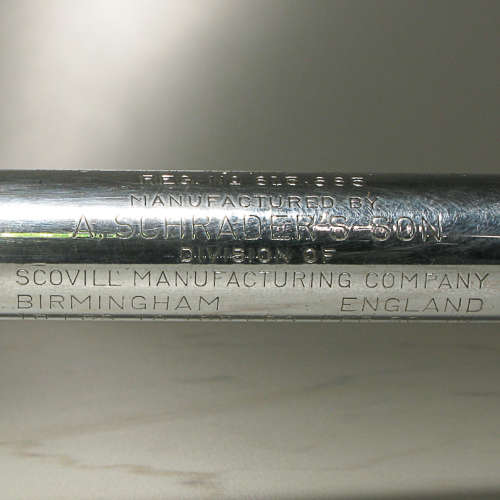 MANUFACTURED BY
A. SCHRADER'S SON
DIVISION OF
SCOVILL MANUFACTURING COMPANY
BIRMINGHAM ENGLAND